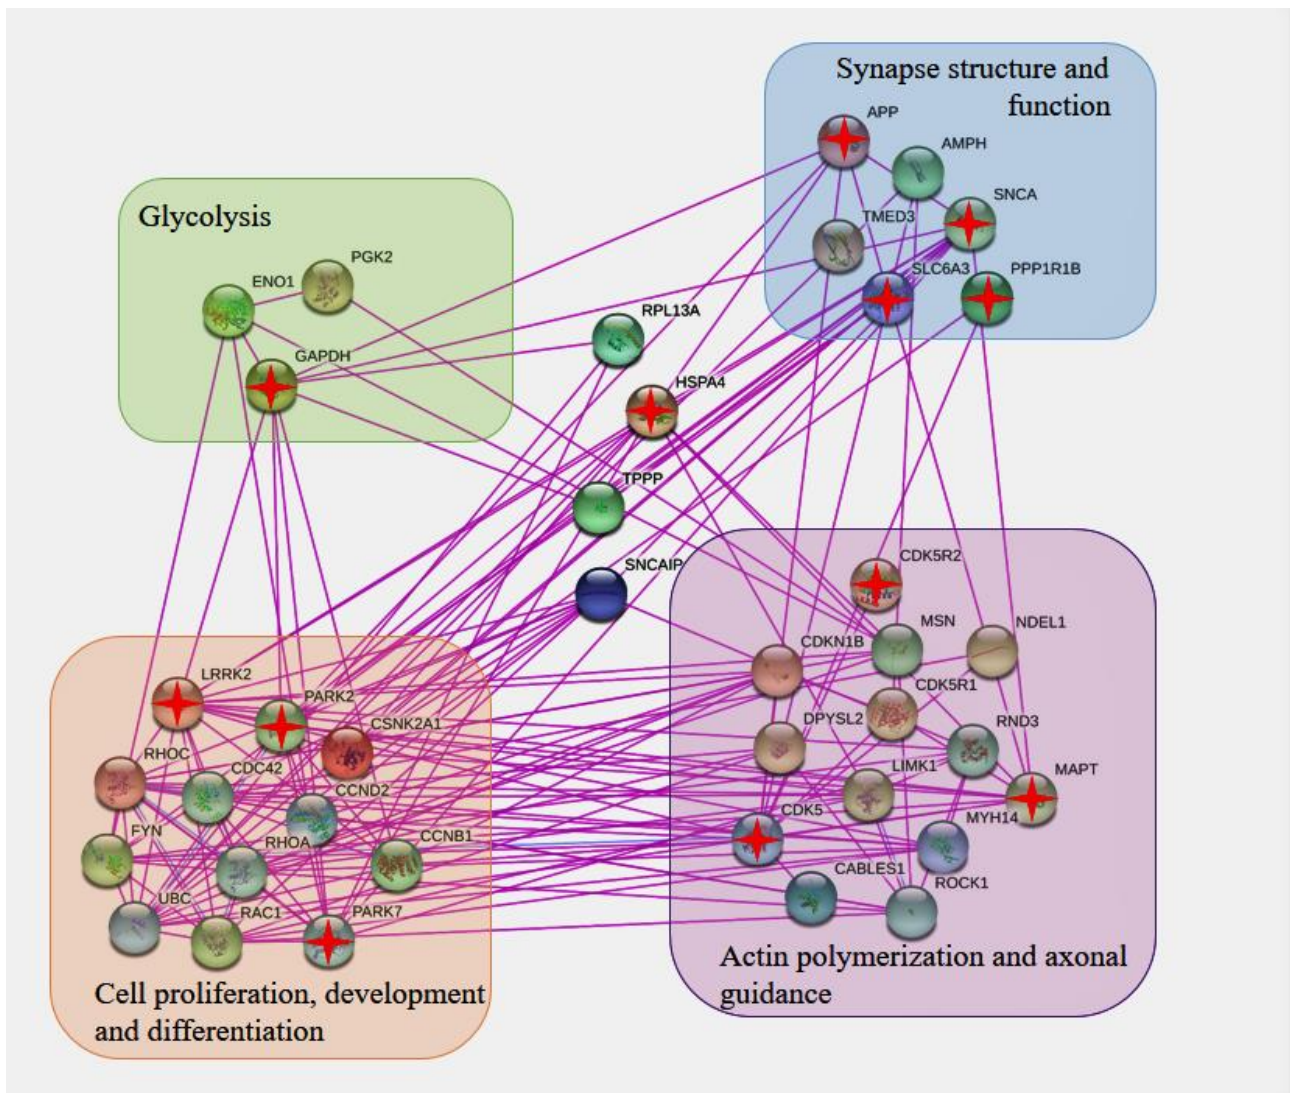 Synapse structure and
function
APP
AMPH
SNCA
TMED3
SLC6A3
PPP1R1B
Glycolysis
PGK2
ENO1
GAPDH
RPL13A
HSPA4
TPPP
SNCAIP
CDK5R2
MSN
NDEL1
CDKN1B
CDK5R1
DPYSL2
RND3
LIMK1
MAPT
CDK5
MYH14
CABLES1
ROCK1
Actin polymerization and axonal
guidance
LRRK2
PARK2
CSNK2A1
RHOC
CDC42
CCND2
FYN
RHOA
CCNB1
UBC
RAC1
PARK7
Cell proliferation, development
and differentiation